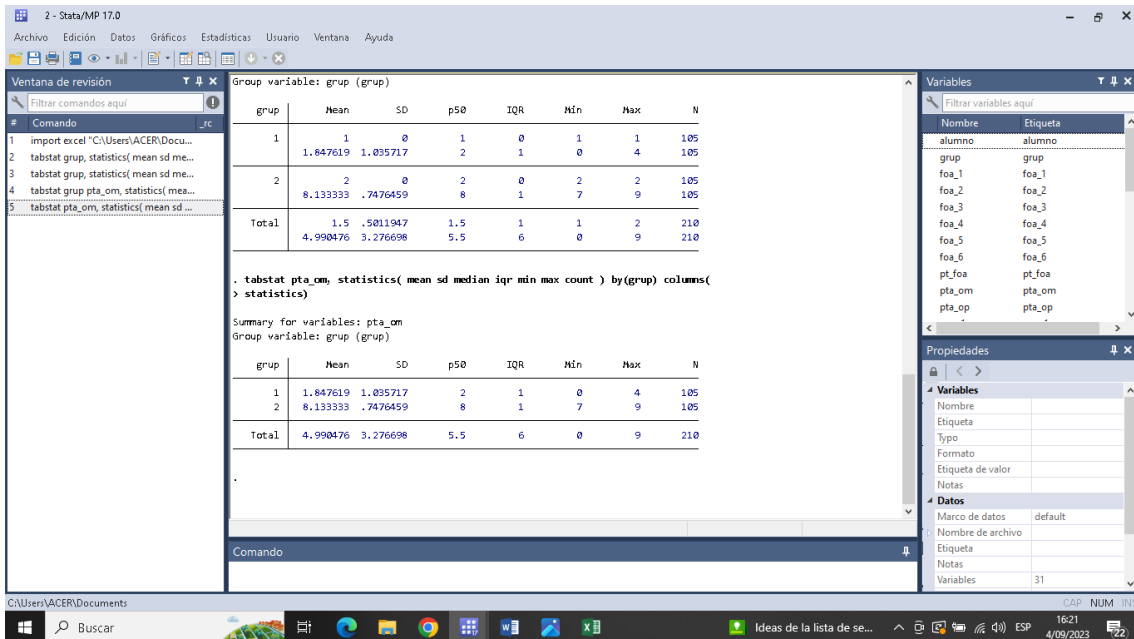 2 - Stata/MP 17.0
Archivo Edición Datos Gráficos Estadísticas Usuario Ventana Ayuda
Ventana de revisión
Filtrar comandos aquí
# Comando _rc
1 import excel "C:\Users\ACER\Docu...
2 tabstat grup, statistics( mean sd me...
3 tabstat grup, statistics( mean sd me...
4 tabstat grup pta_om, statistics( mea...
5 tabstat pta_om, statistics( mean sd ...
Group variable: grup (grup)
grup Mean SD p50 IQR Min Max N
1 1 0 1 0 1 1 105
1.847619 1.035717 2 1 0 4 105
2 2 0 2 0 2 2 105
8.133333 .7476459 8 1 7 9 105
Total 1.5 .5011947 1.5 1 1 2 210
4.990476 3.276698 5.5 6 0 9 210
. tabstat pta_om, statistics( mean sd median iqr min max count ) by(grup) columns(
> statistics)
Summary for variables: pta_om
Group variable: grup (grup)
grup Mean SD p50 IQR Min Max N
1 1.847619 1.035717 2 1 0 4 105
2 8.133333 .7476459 8 1 7 9 105
Total 4.990476 3.276698 5.5 6 0 9 210
.
Comando
Variables
Filtrar variables aquí
Nombre Etiqueta
alumno alumno
grup grup
foa_1 foa_1
foa_2 foa_2
foa_3 foa_3
foa_4 foa_4
foa_5 foa_5
foa_6 foa_6
pt_foa pt_foa
pta_om pta_om
pta_op pta_op
Propiedades
Variables
Nombre
Etiqueta
Typo
Formato
Etiqueta de valor
Notas
Datos
Marco de datos default
Nombre de archivo
Etiqueta
Notas
Variables 31
C:\Users\ACER\Documents
CAP NUM INS
Buscar
Ideas de la lista de se...
ESP
16:21
4/09/2023
22